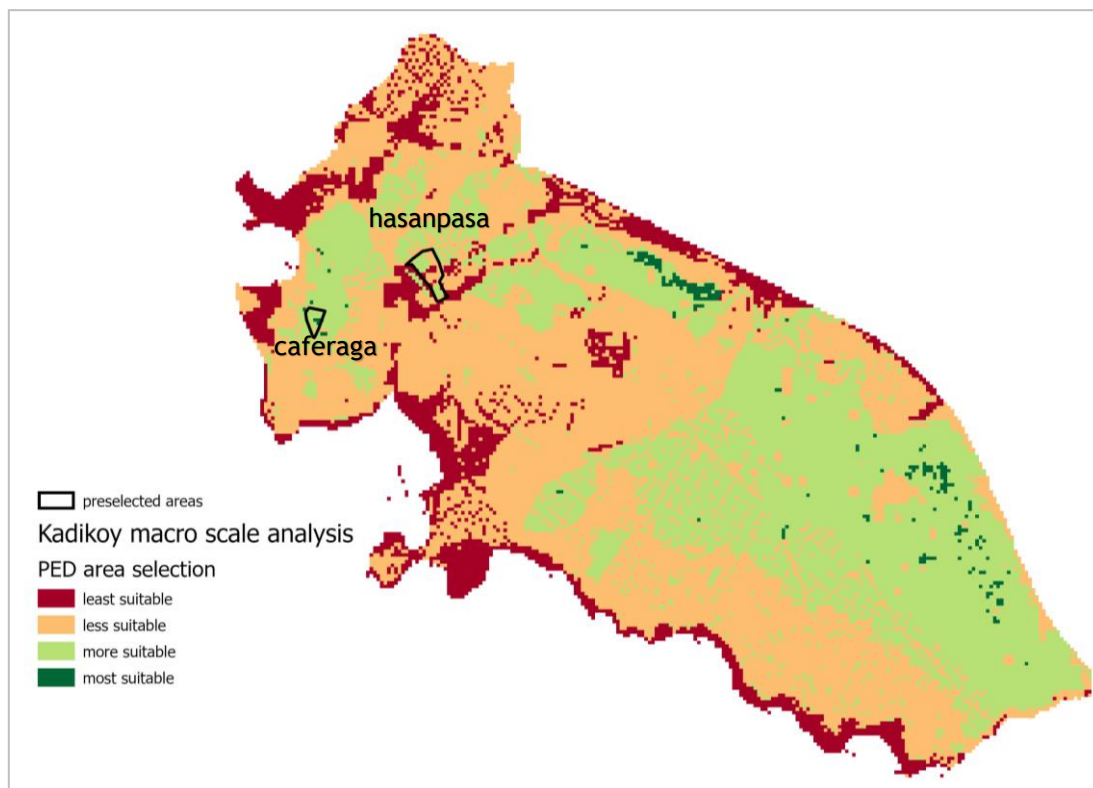 hasanpasa
caferaga
preselected areas
Kadikoy macro scale analysis
PED area selection
least suitable
less suitable
more suitable
most suitable